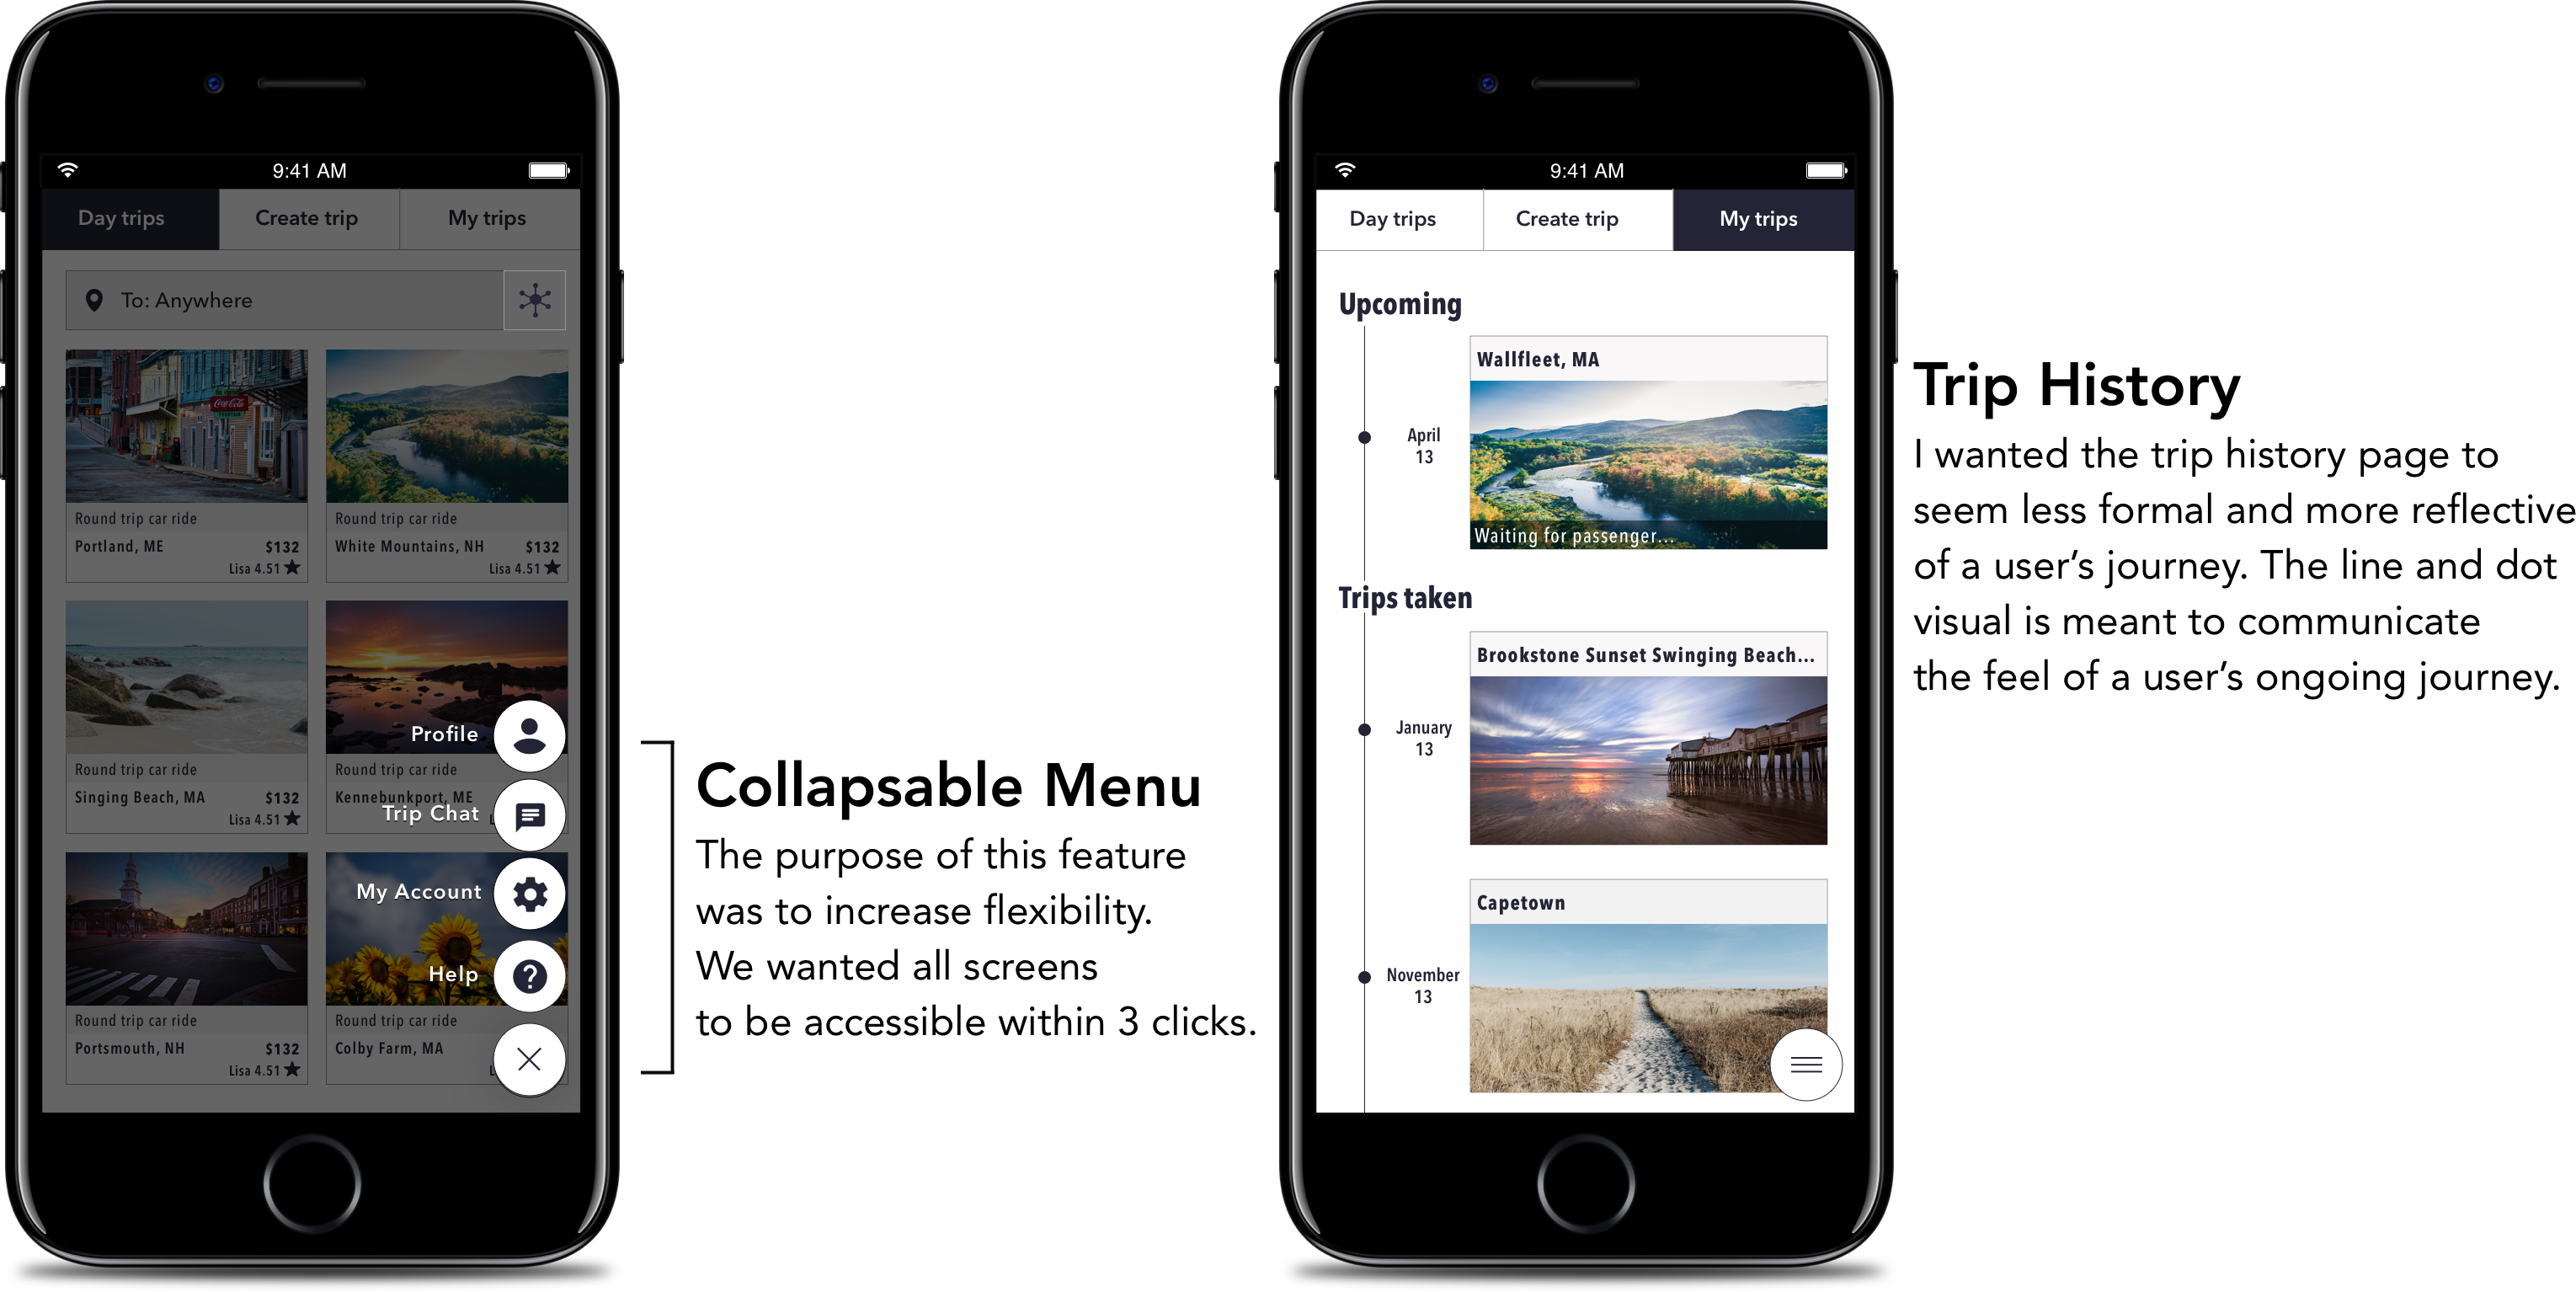 9:41 AM
Day trips
Create trip
My trips
To: Anywhere
Coca-Cola
FOUNTAIN
Round trip car ride
Portland, ME
$132
Lisa 4.51
Round trip car ride
White Mountains, NH
$132
Lisa 4.51
Round trip car ride
Singing Beach, MA
$132
Lisa 4.51
Round trip car ride
Kennebunkport, ME
L
Round trip car ride
Portsmouth, NH
$132
Lisa 4.51
Round trip car ride
Colby Farm, MA
L
Profile
Trip Chat
My Account
Help
Collapsable Menu
The purpose of this feature
was to increase flexibility.
We wanted all screens
to be accessible within 3 clicks.
9:41 AM
Day trips
Create trip
My trips
Upcoming
Wallfleet, MA
April
13
Waiting for passenger...
Trips taken
Brookstone Sunset Swinging Beach...
January
13
Capetown
November
13
Trip History
I wanted the trip history page to
seem less formal and more reflective
of a user’s journey. The line and dot
visual is meant to communicate
the feel of a user’s ongoing journey.